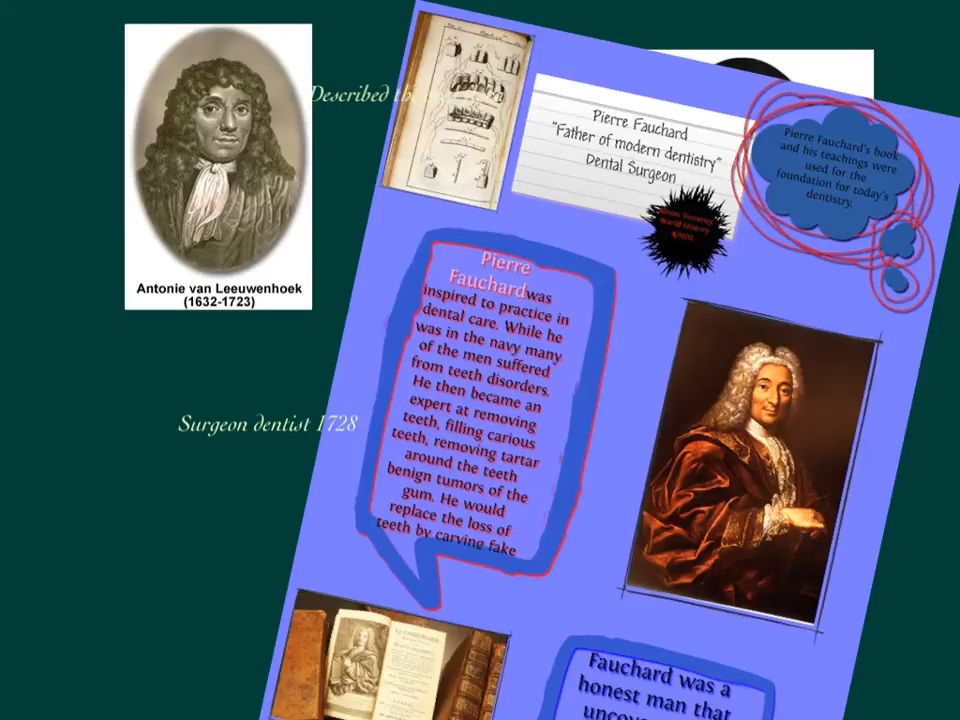 Described th
Antonie van Leeuwenhoek
(1632-1723)
Surgeon dentist 1728
Pierre Fauchard
"Father of modern dentistry"
Dental Surgeon
Pierre Fauchard's book
and his teachings were
used for the
foundation for today's
dentistry.
World History
Pierre
Fauchard was
inspired to practice in
dental care. While he
was in the navy many
of the men suffered
from teeth disorders.
He then became an
expert at removing
teeth, filling carious
teeth, removing tartar
around the teeth
benign tumors of the
gum. He would
replace the loss of
teeth by carving fake
Fauchard was a
honest man that